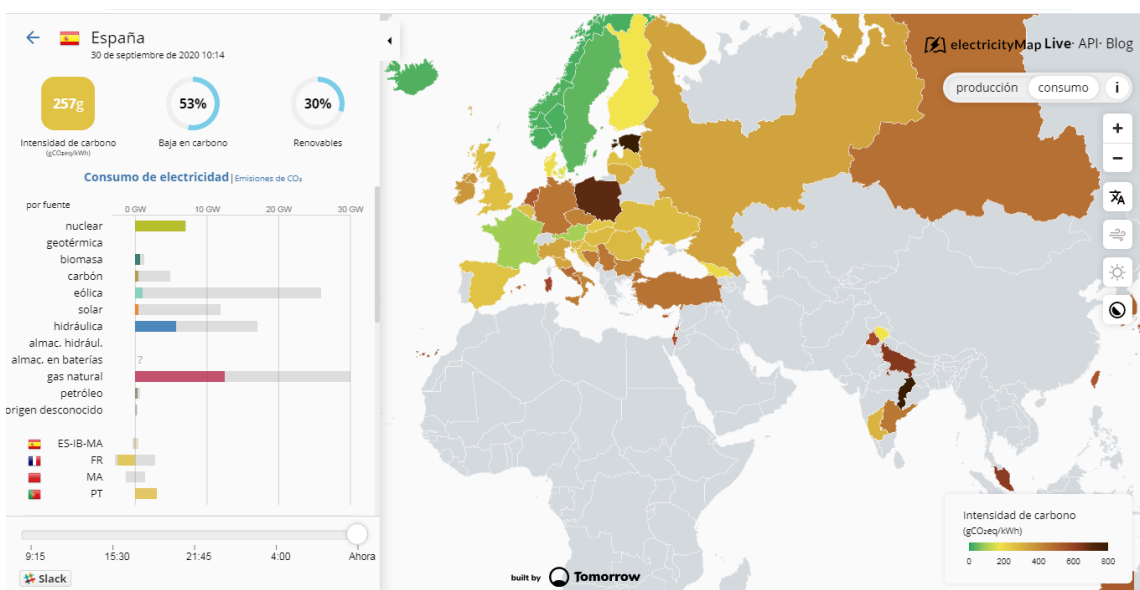 España
30 de septiembre de 2020 10:14
257g
53%
30%
Intensidad de carbono
(gCO₂eq/kWh)
Baja en carbono
Renovables
Consumo de electricidad | Emisiones de CO₂
por fuente
0 GW 10 GW 20 GW 30 GW
nuclear
geotérmica
biomasa
carbón
eólica
solar
hidráulica
almac. hidrául.
almac. en baterías ?
gas natural
petróleo
origen desconocido
ES-IB-MA
FR
MA
PT
9:15 15:30 21:45 4:00 Ahora
Slack
electricityMap Live· API· Blog
producción consumo i
+
−
文A
Intensidad de carbono
(gCO₂eq/kWh)
0 200 400 600 800
built by Tomorrow